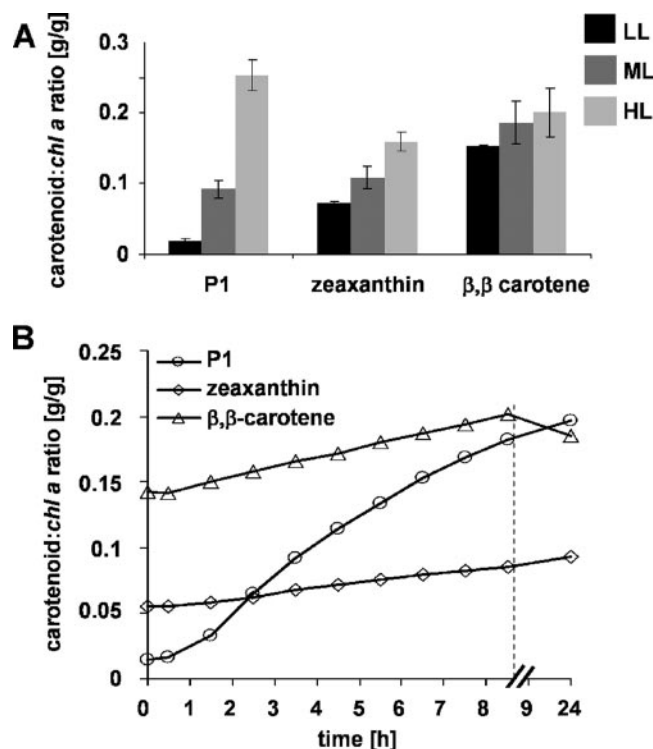 A
carotenoid:chl a ratio [g/g]
0.3
0.2
0.1
0
LL
ML
HL
P1
zeaxanthin
β,β carotene
B
carotenoid:chl a ratio [g/g]
0.25
0.2
0.15
0.1
0.05
0
P1
zeaxanthin
β,β-carotene
0 1 2 3 4 5 6 7 8 9 24
time [h]